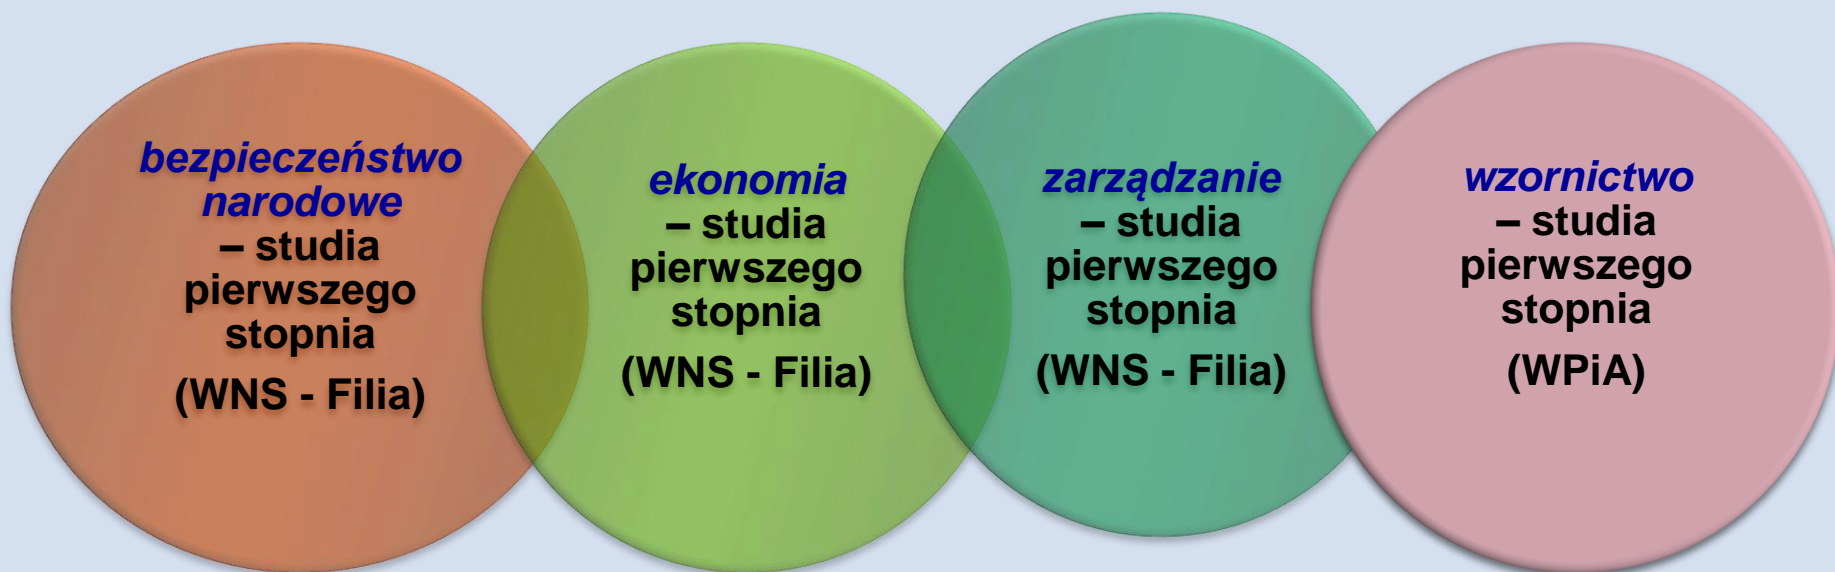 bezpieczeństwo
narodowe
– studia
pierwszego
stopnia
(WNS - Filia)
ekonomia
– studia
pierwszego
stopnia
(WNS - Filia)
zarządzanie
– studia
pierwszego
stopnia
(WNS - Filia)
wzornictwo
– studia
pierwszego
stopnia
(WPiA)